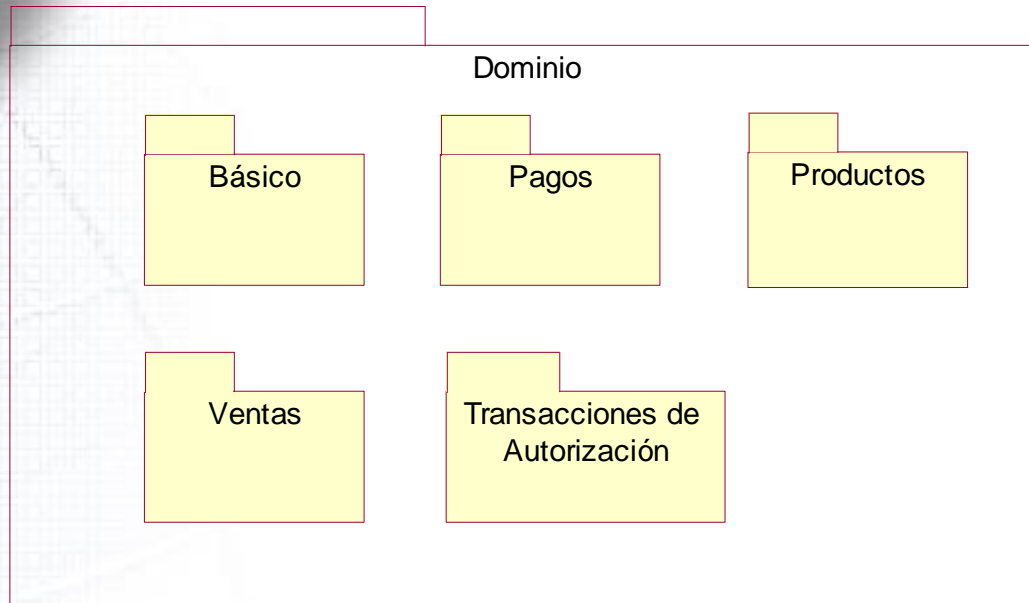 Dominio
Básico
Pagos
Productos
Ventas
Transacciones de
Autorización